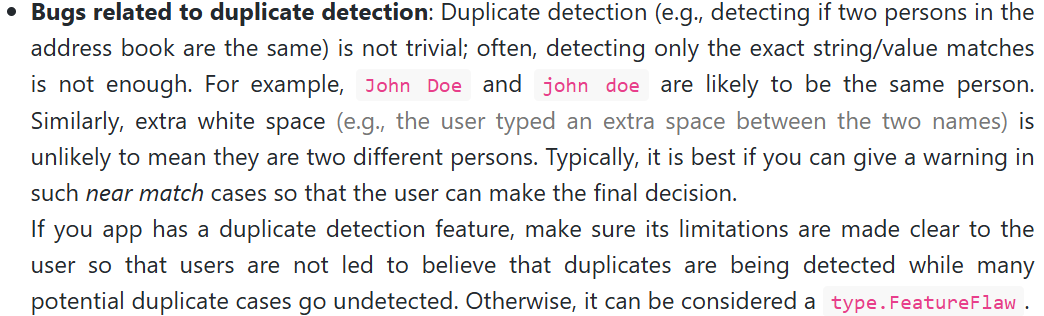 • Bugs related to duplicate detection: Duplicate detection (e.g., detecting if two persons in the
address book are the same) is not trivial; often, detecting only the exact string/value matches
is not enough. For example, John Doe and john doe are likely to be the same person.
Similarly, extra white space (e.g., the user typed an extra space between the two names) is
unlikely to mean they are two different persons. Typically, it is best if you can give a warning in
such near match cases so that the user can make the final decision.
If you app has a duplicate detection feature, make sure its limitations are made clear to the
user so that users are not led to believe that duplicates are being detected while many
potential duplicate cases go undetected. Otherwise, it can be considered a type.FeatureFlaw.